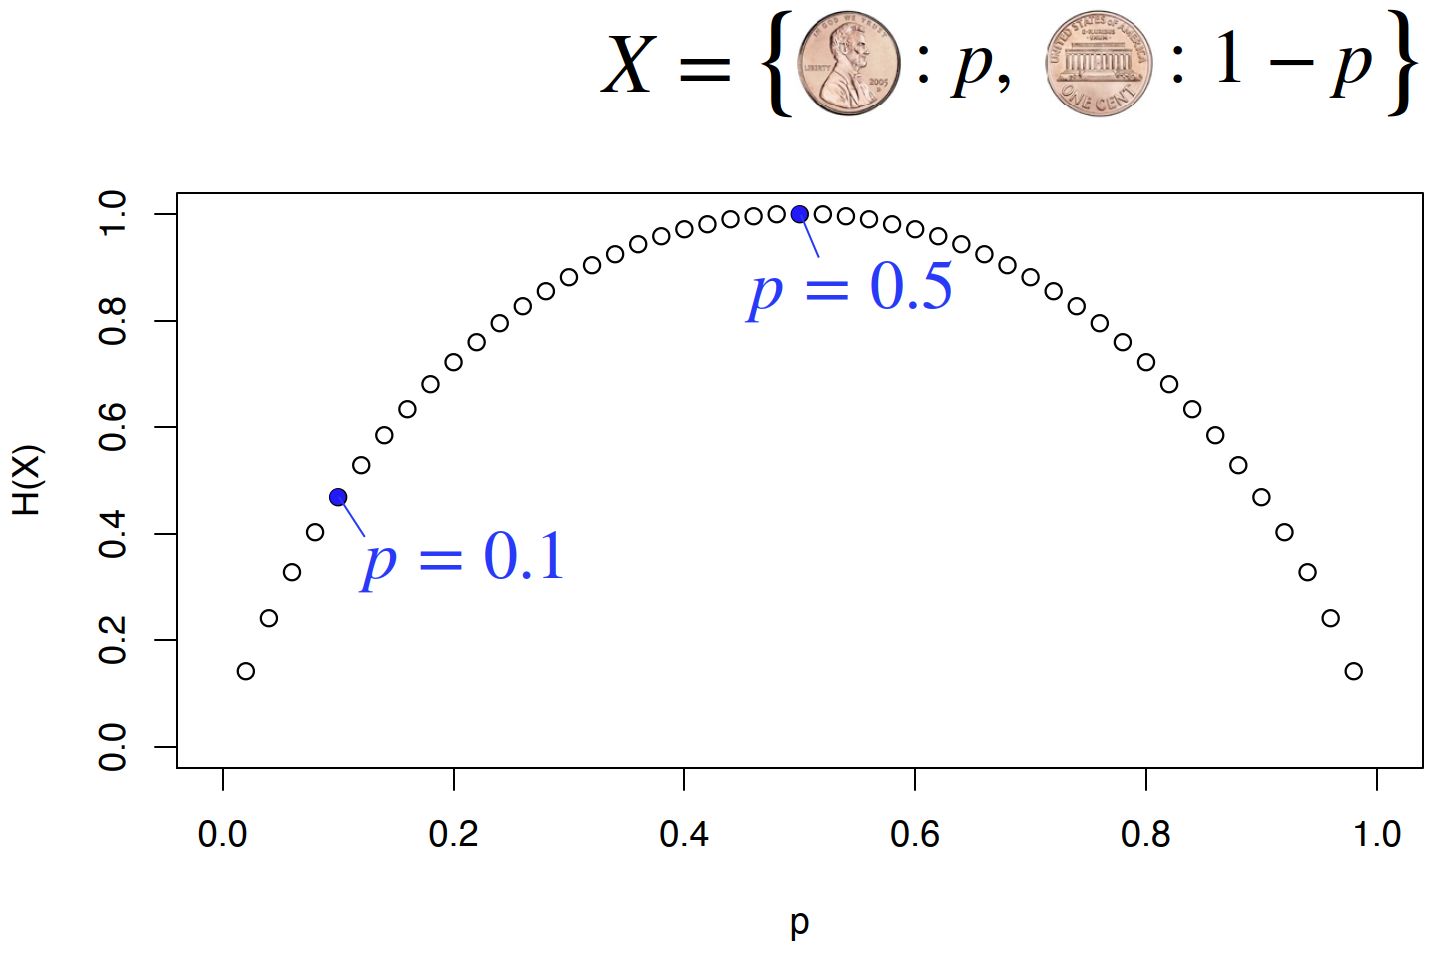 X = { IN GOD WE TRUST LIBERTY 2005 D : p, UNITED STATES OF AMERICA E·PLURIBUS ·UNUM· ONE CENT : 1 − p }
1.0
0.8
0.6
0.4
0.2
0.0
H(X)
p = 0.5
p = 0.1
0.0 0.2 0.4 0.6 0.8 1.0
p